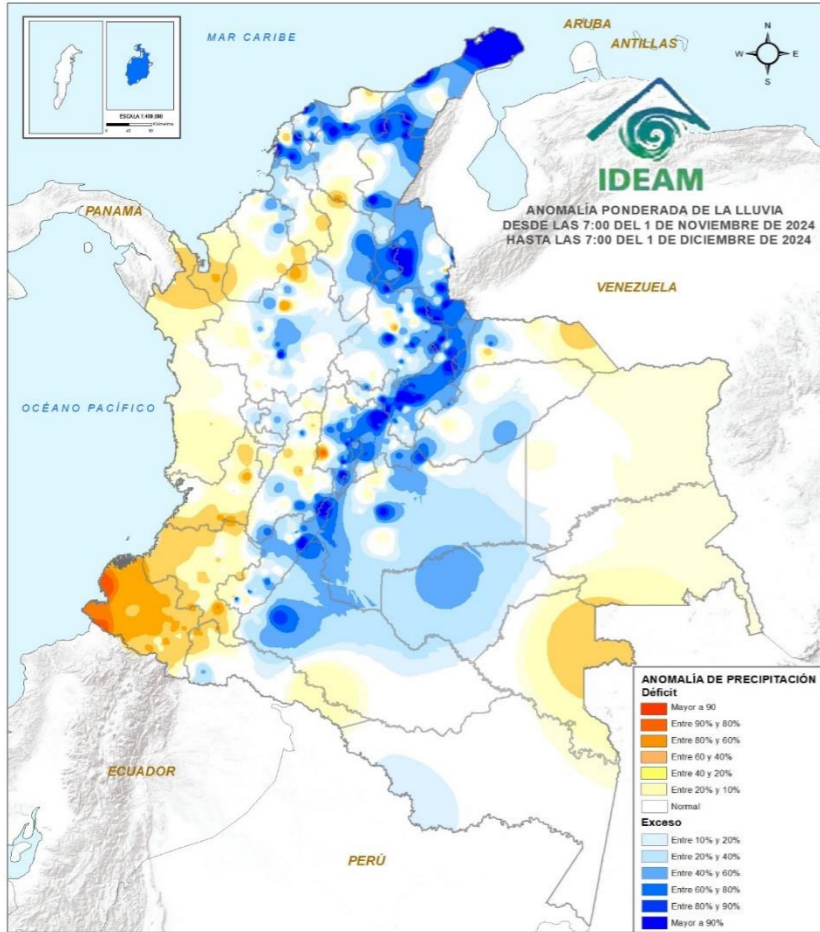 MAR CARIBE
ARUBA
ANTILLAS
N
W
E
S
IDEAM
ANOMALÍA PONDERADA DE LA LLUVIA
DESDE LAS 7:00 DEL 1 DE NOVIEMBRE DE 2024
HASTA LAS 7:00 DEL 1 DE DICIEMBRE DE 2024
PANAMÁ
VENEZUELA
OCÉANO PACÍFICO
ECUADOR
PERÚ
ANOMALÍA DE PRECIPITACIÓN
Déficit
Mayor a 90
Entre 90% y 80%
Entre 80% y 60%
Entre 60 y 40%
Entre 40 y 20%
Entre 20% y 10%
Normal
Exceso
Entre 10% y 20%
Entre 20% y 40%
Entre 40% y 60%
Entre 60% y 80%
Entre 80% y 90%
Mayor a 90%